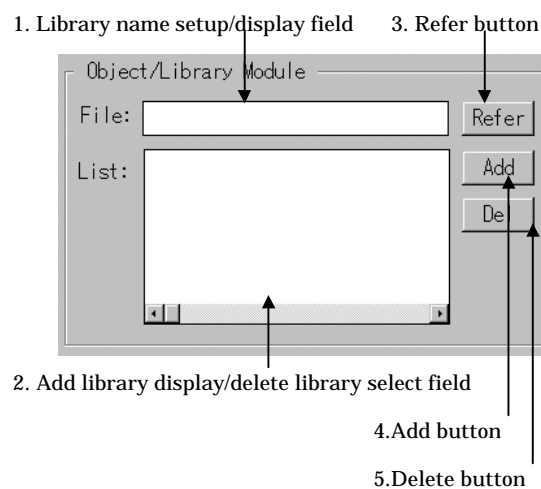 1. Library name setup/display field
3. Refer button
Object/Library Module
File:
Refer
List:
Add
Del
2. Add library display/delete library select field
4.Add button
5.Delete button